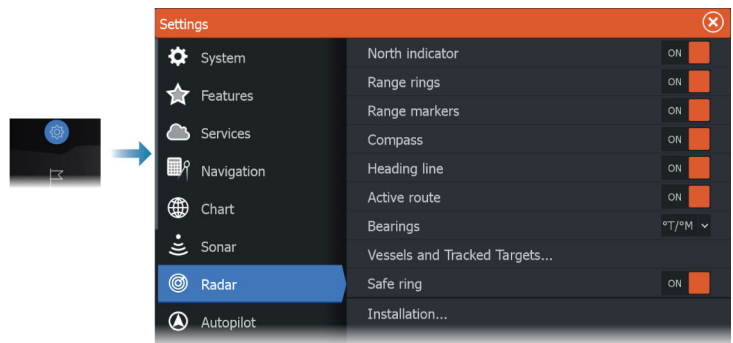 Settings
System
Features
Services
Navigation
Chart
Sonar
Radar
Autopilot
North indicator ON
Range rings ON
Range markers ON
Compass ON
Heading line ON
Active route ON
Bearings °T/°M
Vessels and Tracked Targets...
Safe ring ON
Installation...